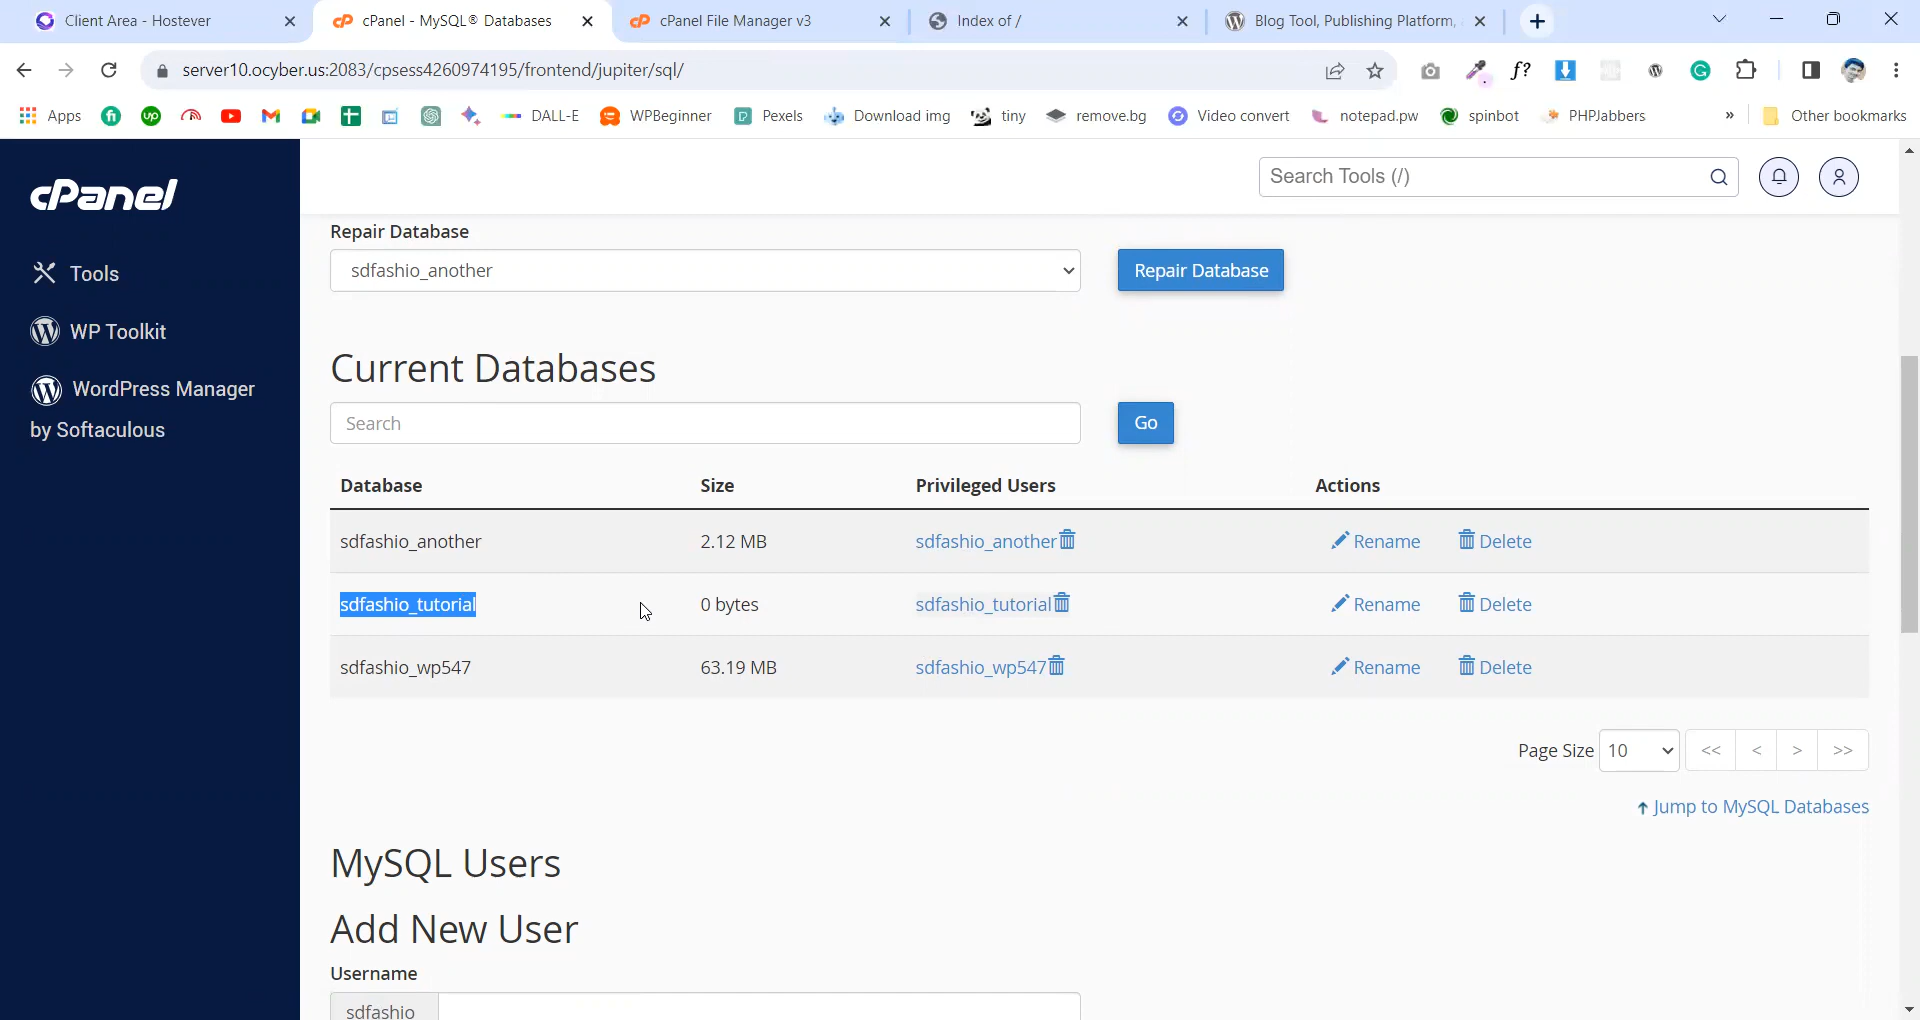 Client Area - Hostever
cPanel - MySQL® Databases
cPanel File Manager v3
Index of /
Blog Tool, Publishing Platform,
server10.ocyber.us:2083/cpsess4260974195/frontend/jupiter/sql/
f?
Apps
fi
up
DALL-E
WPBeginner
Pexels
Download img
tiny
remove.bg
Video convert
notepad.pw
spinbot
PHPJabbers
»
Other bookmarks
cPanel
Search Tools (/)
Tools
WP Toolkit
WordPress Manager
by Softaculous
Repair Database
sdfashio_another
Repair Database
Current Databases
Search
Go
Database Size Privileged Users Actions
sdfashio_another 2.12 MB sdfashio_another Rename Delete
sdfashio_tutorial 0 bytes sdfashio_tutorial Rename Delete
sdfashio_wp547 63.19 MB sdfashio_wp547 Rename Delete
Page Size 10 << < > >>
Jump to MySQL Databases
MySQL Users
Add New User
Username
sdfashio